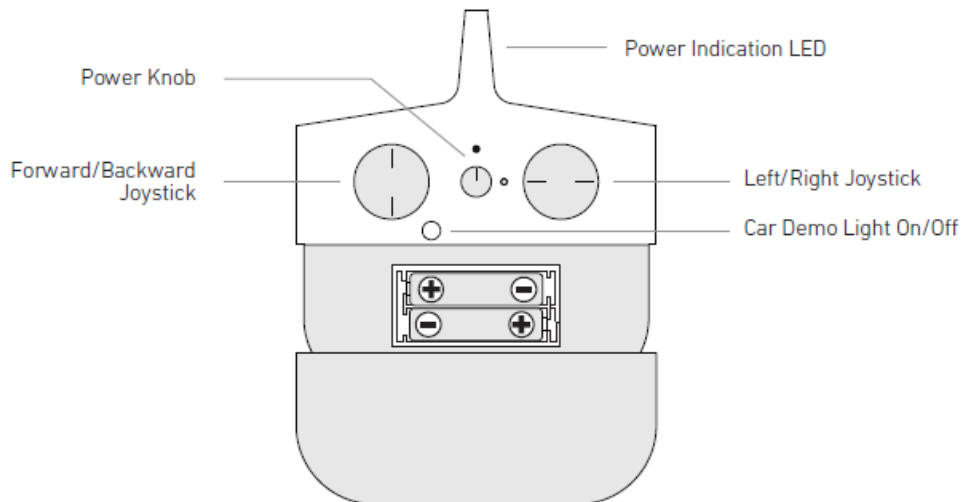 Power Indication LED
Power Knob
Forward/Backward
Joystick
Left/Right Joystick
Car Demo Light On/Off